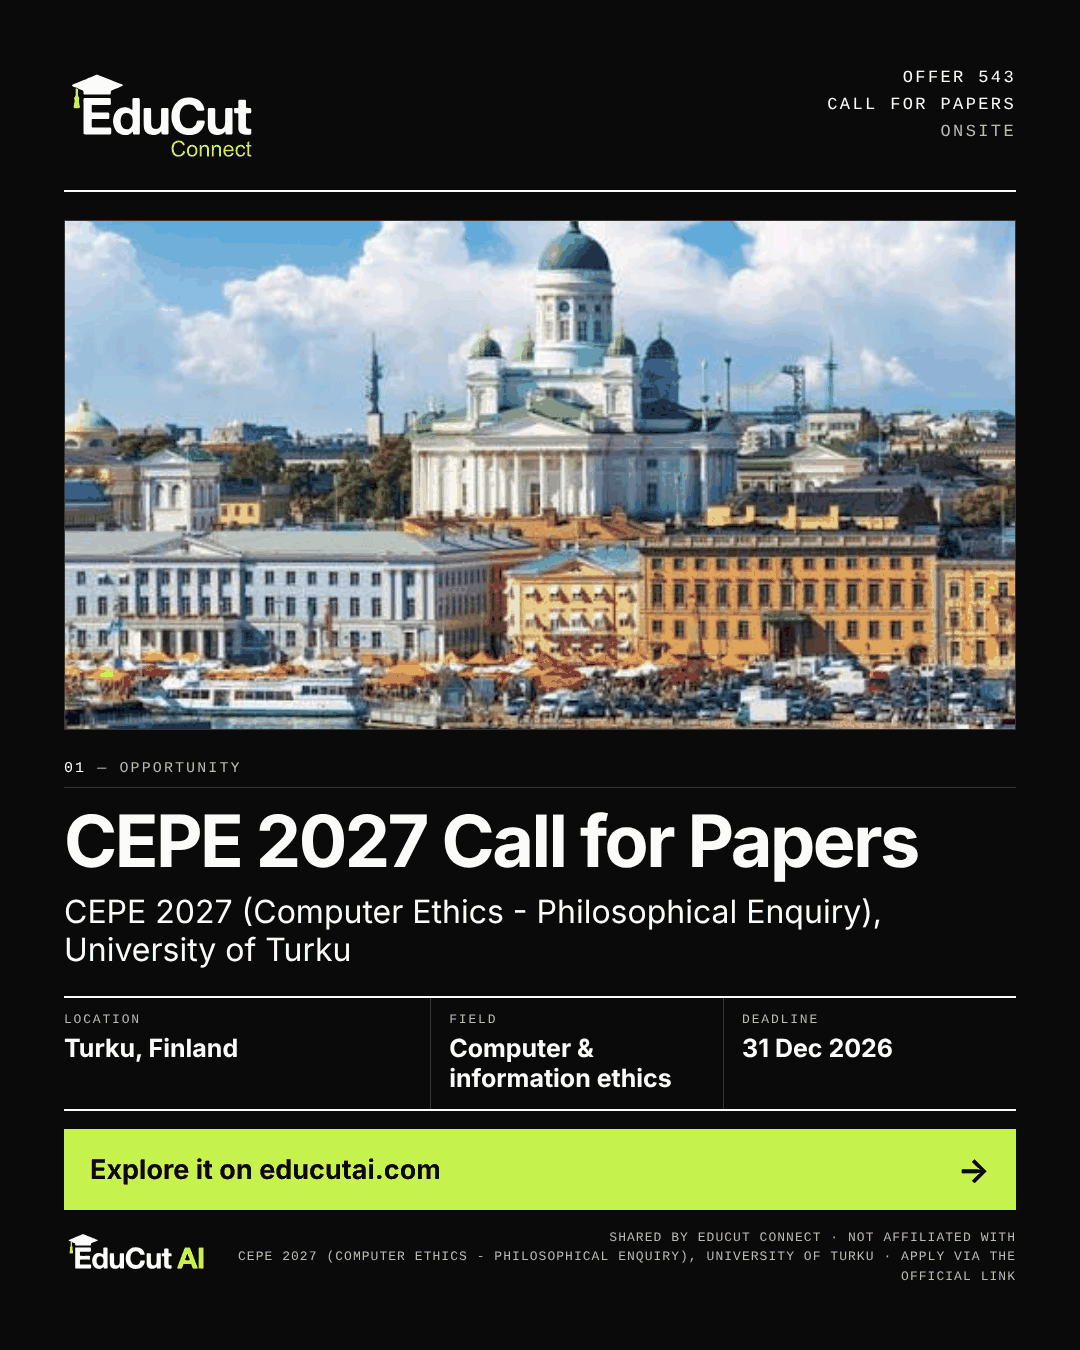 EduCut
Connect
OFFER 543
CALL FOR PAPERS
ONSITE
01 — OPPORTUNITY
CEPE 2027 Call for Papers
CEPE 2027 (Computer Ethics - Philosophical Enquiry),
University of Turku
LOCATION
Turku, Finland
FIELD
Computer &
information ethics
DEADLINE
31 Dec 2026
Explore it on educutai.com →
EduCut AI
SHARED BY EDUCUT CONNECT · NOT AFFILIATED WITH
CEPE 2027 (COMPUTER ETHICS - PHILOSOPHICAL ENQUIRY), UNIVERSITY OF TURKU · APPLY VIA THE
OFFICIAL LINK